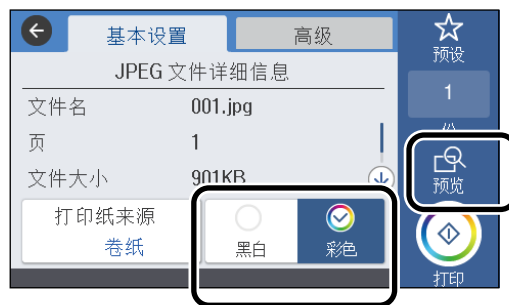 基本设置
高级
JPEG 文件详细信息
文件名 001.jpg
页 1
文件大小 901KB
打印纸来源
卷纸
黑白
彩色
预设
1
预览
打印